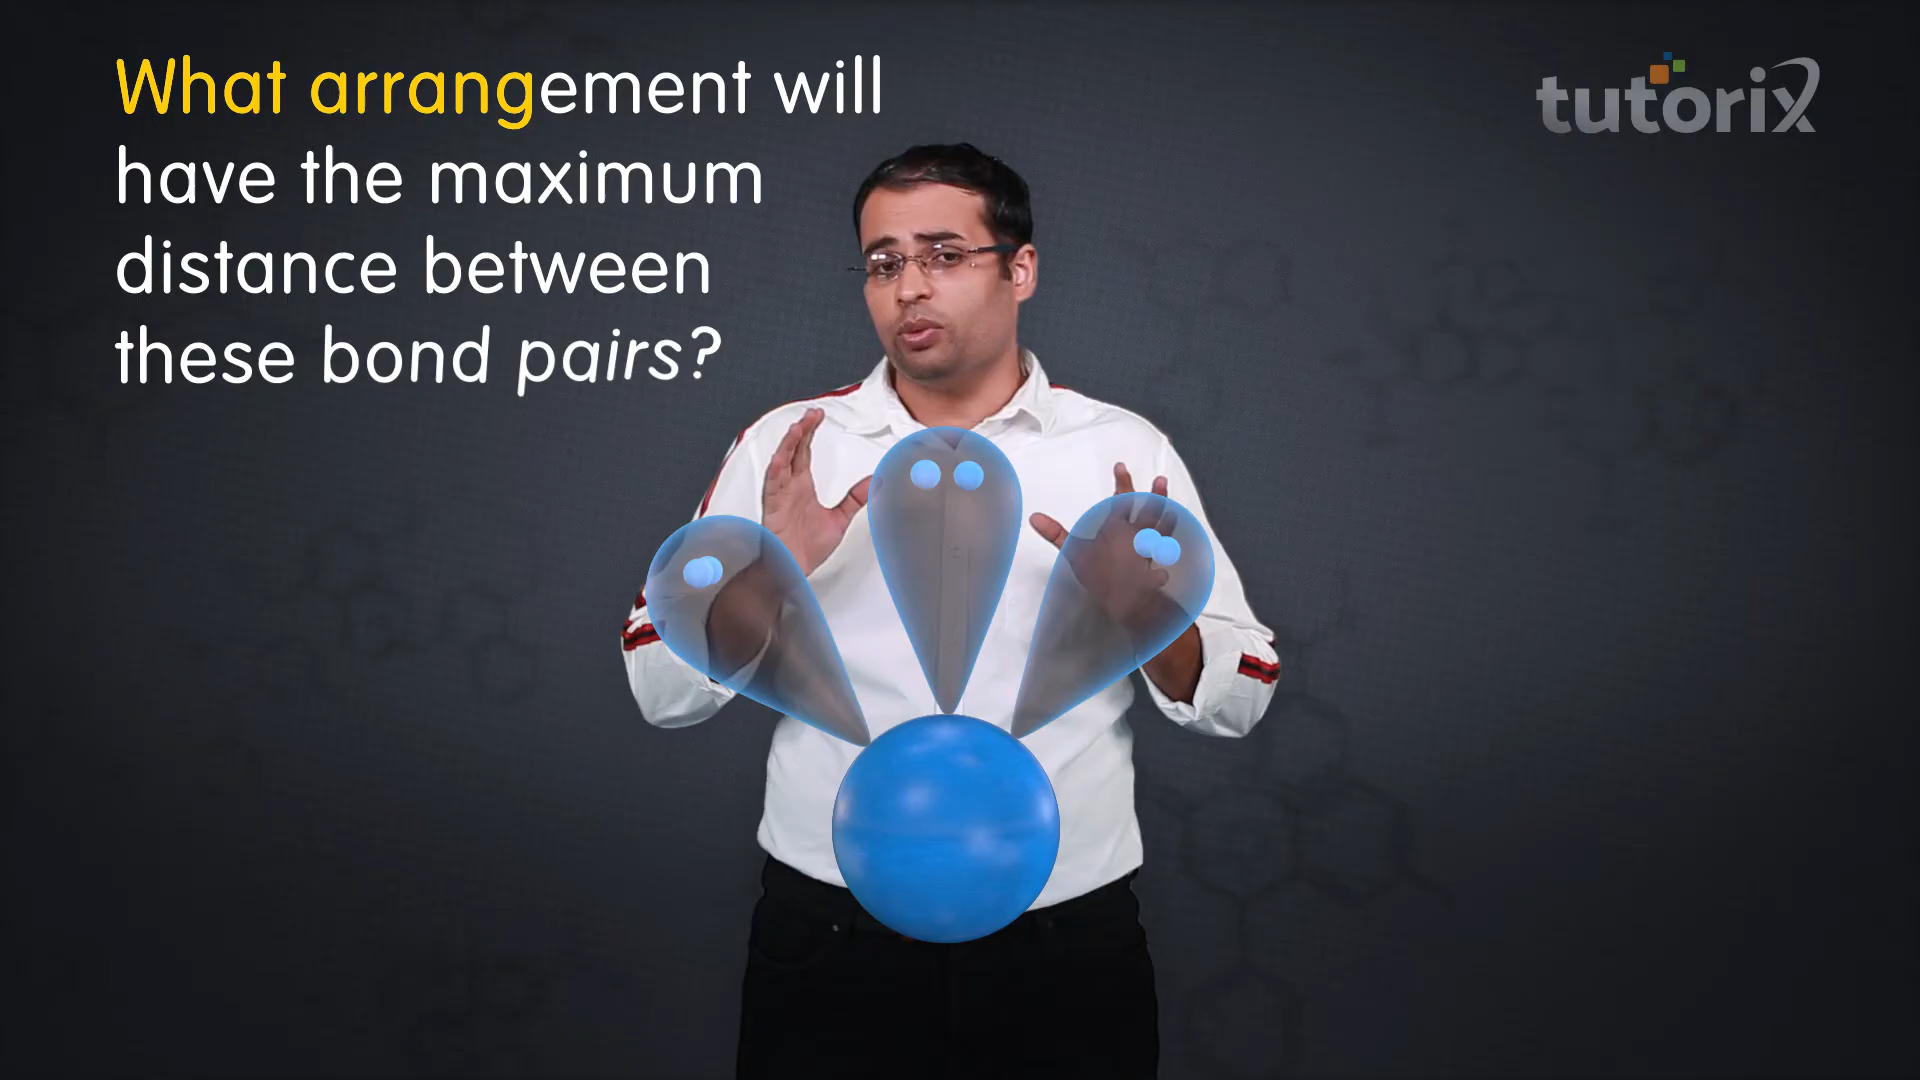 What arrangement will
have the maximum
distance between
these bond pairs?
tutorix